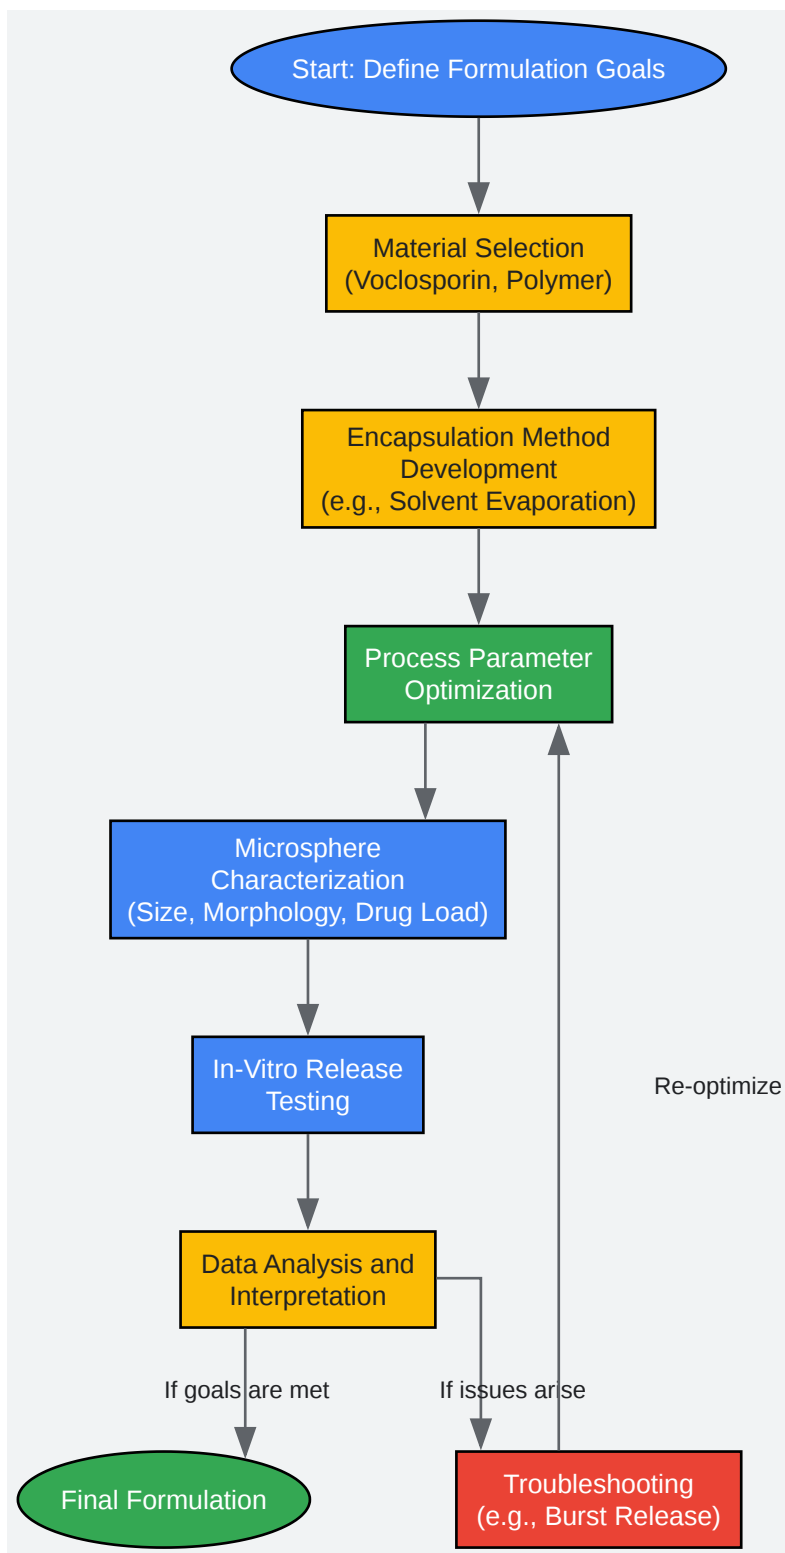 Start: Define Formulation Goals
Material Selection
(Voclosporin, Polymer)
Encapsulation Method
Development
(e.g., Solvent Evaporation)
Process Parameter
Optimization
Microsphere
Characterization
(Size, Morphology, Drug Load)
In-Vitro Release
Testing
Re-optimize
Data Analysis and
Interpretation
If goals are met
If issues arise
Final Formulation
Troubleshooting
(e.g., Burst Release)